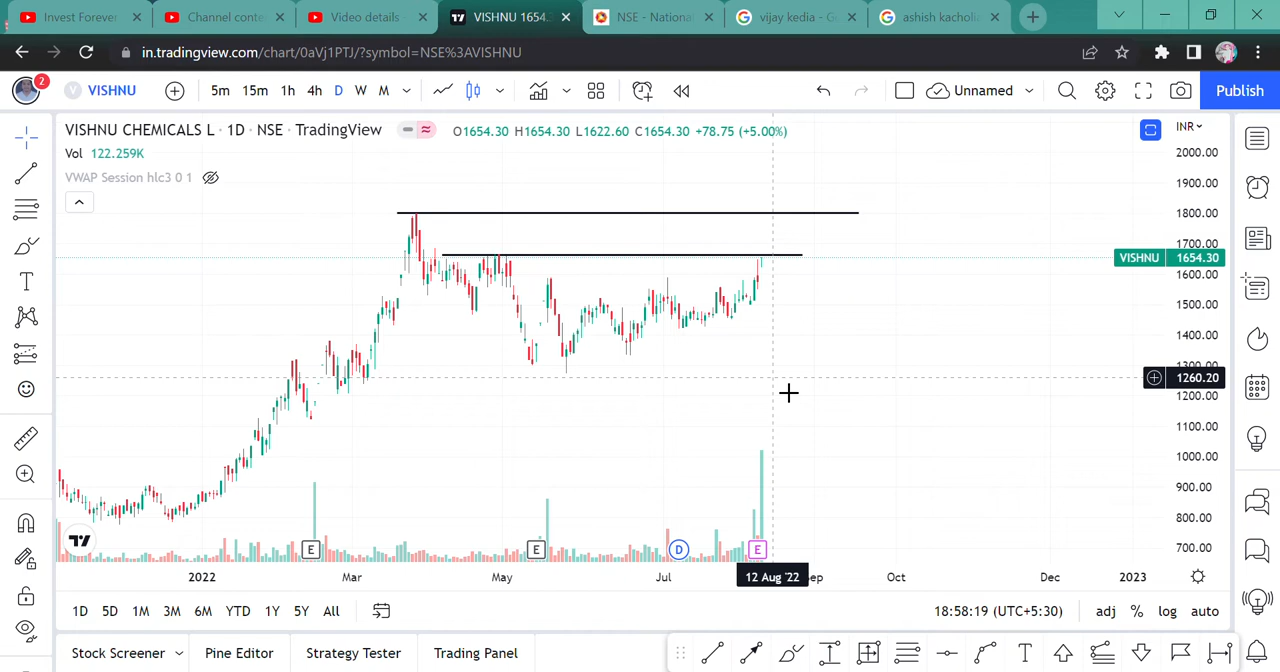 Invest Forever
Channel conte
Video details
VISHNU 1654.3
NSE - Nationa
vijay kedia - G
ashish kacholi
in.tradingview.com/chart/0aVj1PTJ/?symbol=NSE%3AVISHNU
2
V VISHNU
5m 15m 1h 4h D W M
Unnamed
Publish
VISHNU CHEMICALS L · 1D · NSE · TradingView
O1654.30 H1654.30 L1622.60 C1654.30 +78.75 (+5.00%)
INR
Vol 122.259K
VWAP Session hlc3 0 1
2000.00
1900.00
1800.00
1700.00
VISHNU 1654.30
1600.00
1500.00
1400.00
1300.00
1260.20
1200.00
1100.00
1000.00
900.00
800.00
700.00
E E D E
2022 Mar May Jul 12 Aug '22 ep Oct Dec 2023
1D 5D 1M 3M 6M YTD 1Y 5Y All
18:58:19 (UTC+5:30) adj % log auto
Stock Screener Pine Editor Strategy Tester Trading Panel